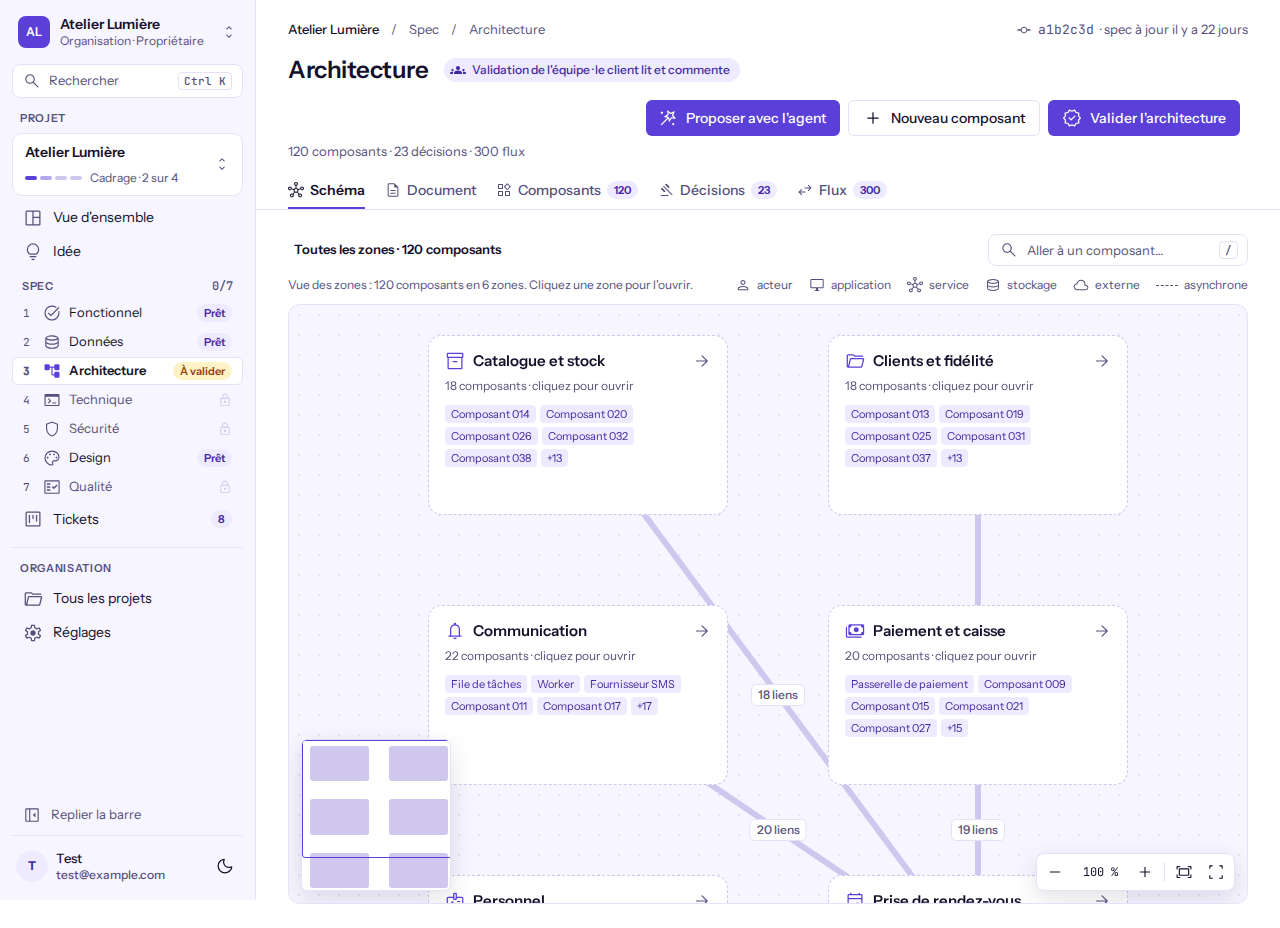 AL
Atelier Lumière
Organisation·Propriétaire
Rechercher
Ctrl K
PROJET
Atelier Lumière
Cadrage·2 sur 4
Vue d'ensemble
Idée
SPEC 0/7
1 Fonctionnel Prêt
2 Données Prêt
3 Architecture À valider
4 Technique
5 Sécurité
6 Design Prêt
7 Qualité
Tickets 8
ORGANISATION
Tous les projets
Réglages
Replier la barre
T
Test
test@example.com
Atelier Lumière / Spec / Architecture
a1b2c3d ·spec à jour il y a 22 jours
Architecture
Validation de l'équipe·le client lit et commente
Proposer avec l'agent
Nouveau composant
Valider l'architecture
120 composants·23 décisions·300 flux
Schéma
Document
Composants 120
Décisions 23
Flux 300
Toutes les zones·120 composants
Aller à un composant… /
Vue des zones : 120 composants en 6 zones. Cliquez une zone pour l'ouvrir.
acteur
application
service
stockage
externe
asynchrone
Catalogue et stock
18 composants·cliquez pour ouvrir
Composant 014 Composant 020
Composant 026 Composant 032
Composant 038 +13
Clients et fidélité
18 composants·cliquez pour ouvrir
Composant 013 Composant 019
Composant 025 Composant 031
Composant 037 +13
Communication
22 composants·cliquez pour ouvrir
File de tâches Worker Fournisseur SMS
Composant 011 Composant 017 +17
18 liens
Paiement et caisse
20 composants·cliquez pour ouvrir
Passerelle de paiement Composant 009
Composant 015 Composant 021
Composant 027 +15
20 liens
19 liens
Personnel
Prise de rendez-vous
100 %